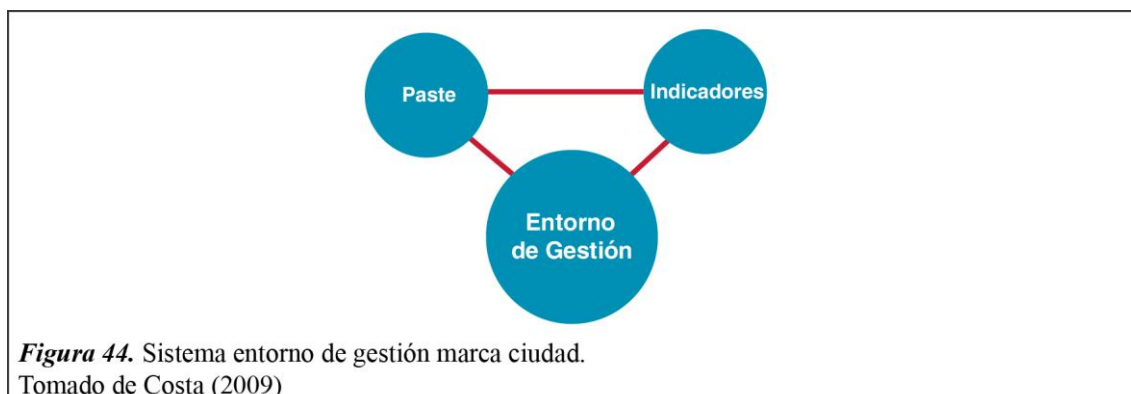 Paste
Indicadores
Entorno
de Gestión
Figura 44. Sistema entorno de gestión marca ciudad.
Tomado de Costa (2009)